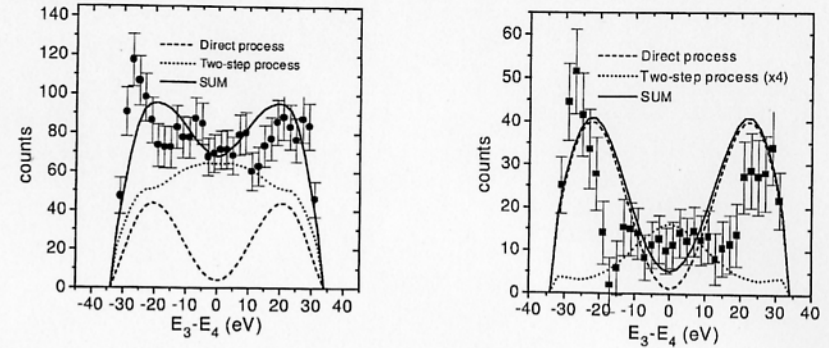 140
120
100
80
60
40
20
0
counts
Direct process
Two-step process
SUM
-40 -30 -20 -10 0 10 20 30 40
E3-E4 (eV)
60
50
40
30
20
10
0
counts
Direct process
Two-step process (x4)
SUM
-40 -30 -20 -10 0 10 20 30 40
E3-E4 (eV)